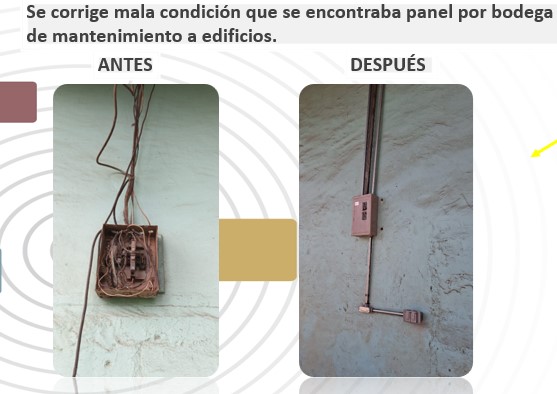 Se corrige mala condición que se encontraba panel por bodega
de mantenimiento a edificios.
ANTES
DESPUÉS